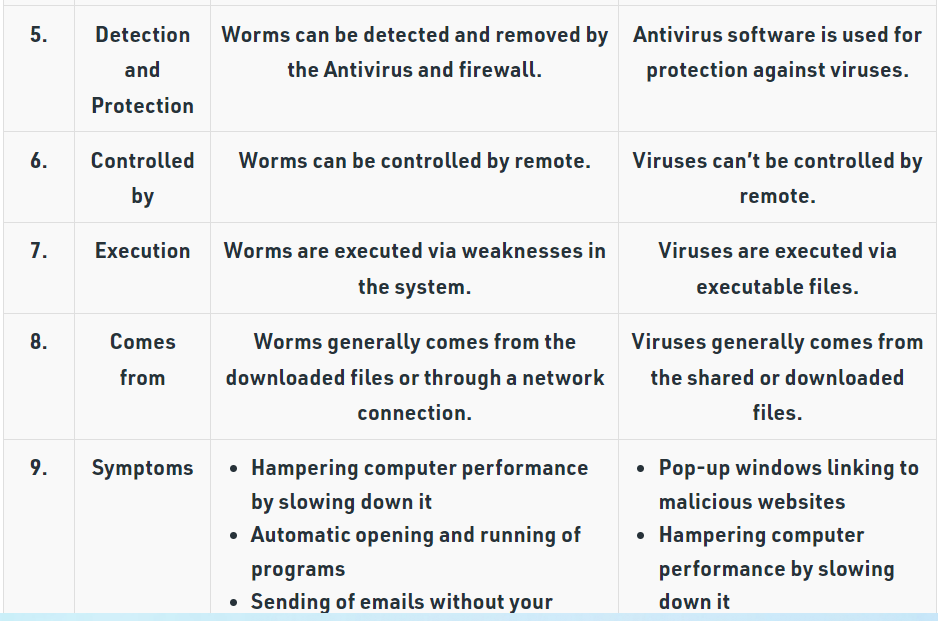 5.
Detection
and
Protection
Worms can be detected and removed by
the Antivirus and firewall.
Antivirus software is used for
protection against viruses.
6.
Controlled
by
Worms can be controlled by remote.
Viruses can’t be controlled by
remote.
7.
Execution
Worms are executed via weaknesses in
the system.
Viruses are executed via
executable files.
8.
Comes
from
Worms generally comes from the
downloaded files or through a network
connection.
Viruses generally comes from
the shared or downloaded
files.
9.
Symptoms
• Hampering computer performance
by slowing down it
• Automatic opening and running of
programs
• Sending of emails without your
• Pop-up windows linking to
malicious websites
• Hampering computer
performance by slowing
down it